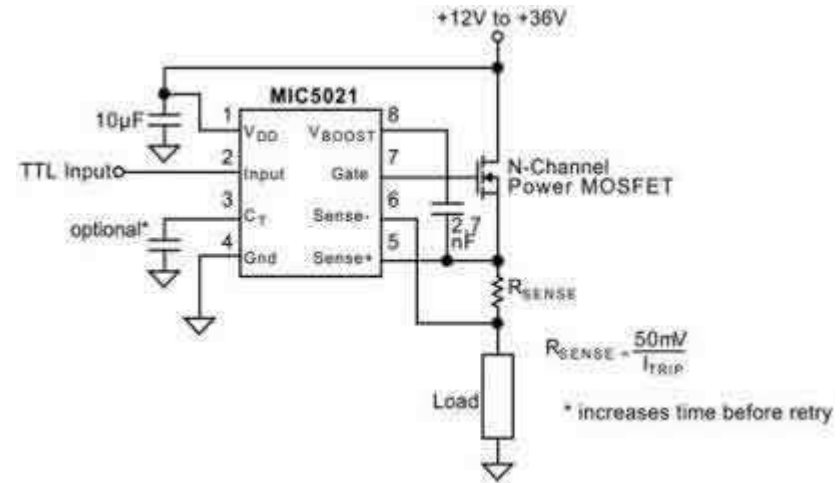 +12V to +36V
MIC5021
10µF
1
VDD
VBOOST
8
TTL Input
2
Input
Gate
7
N-Channel
Power MOSFET
optional*
3
CT
Sense-
6
2.7
nF
4
Gnd
Sense+
5
RSENSE
RSENSE = 50mV
ITRIP
Load
* increases time before retry